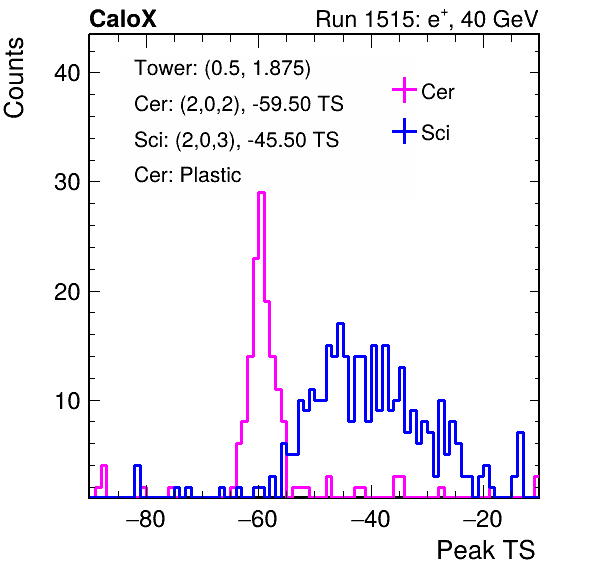 CaloX Run 1515: e⁺, 40 GeV
Counts
Tower: (0.5, 1.875)
Cer: (2,0,2), -59.50 TS
Sci: (2,0,3), -45.50 TS
Cer: Plastic
Cer
Sci
40
30
20
10
−80 −60 −40 −20
Peak TS